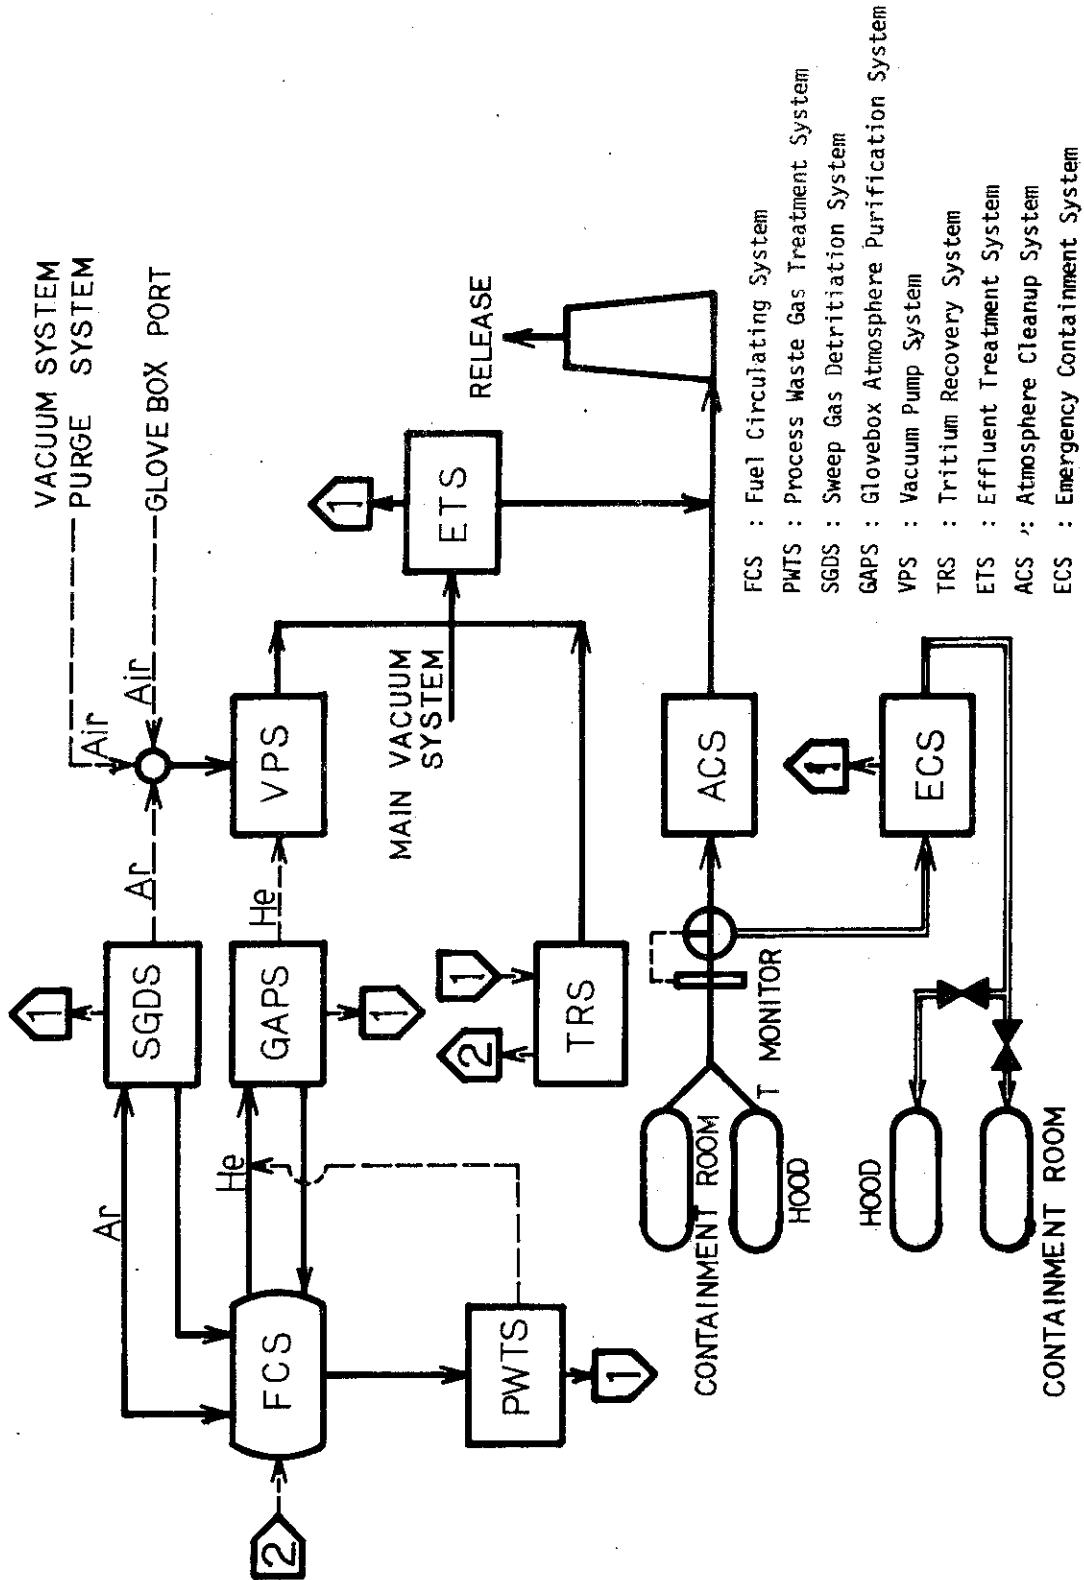 VACUUM SYSTEM
PURGE SYSTEM
GLOVE BOX PORT
Air
Air
Ar
Ar
He
He
1
SGDS
GAPS
1
VPS
2
FCS
PWTS
1
MAIN VACUUM
SYSTEM
1
ETS
RELEASE
1
2
TRS
ACS
T MONITOR
CONTAINMENT ROOM
HOOD
1
ECS
HOOD
CONTAINMENT ROOM
FCS : Fuel Circulating System
PWTS : Process Waste Gas Treatment System
SGDS : Sweep Gas Detritiation System
GAPS : Glovebox Atmosphere Purification System
VPS : Vacuum Pump System
TRS : Tritium Recovery System
ETS : Effluent Treatment System
ACS : Atmosphere Cleanup System
ECS : Emergency Containment System